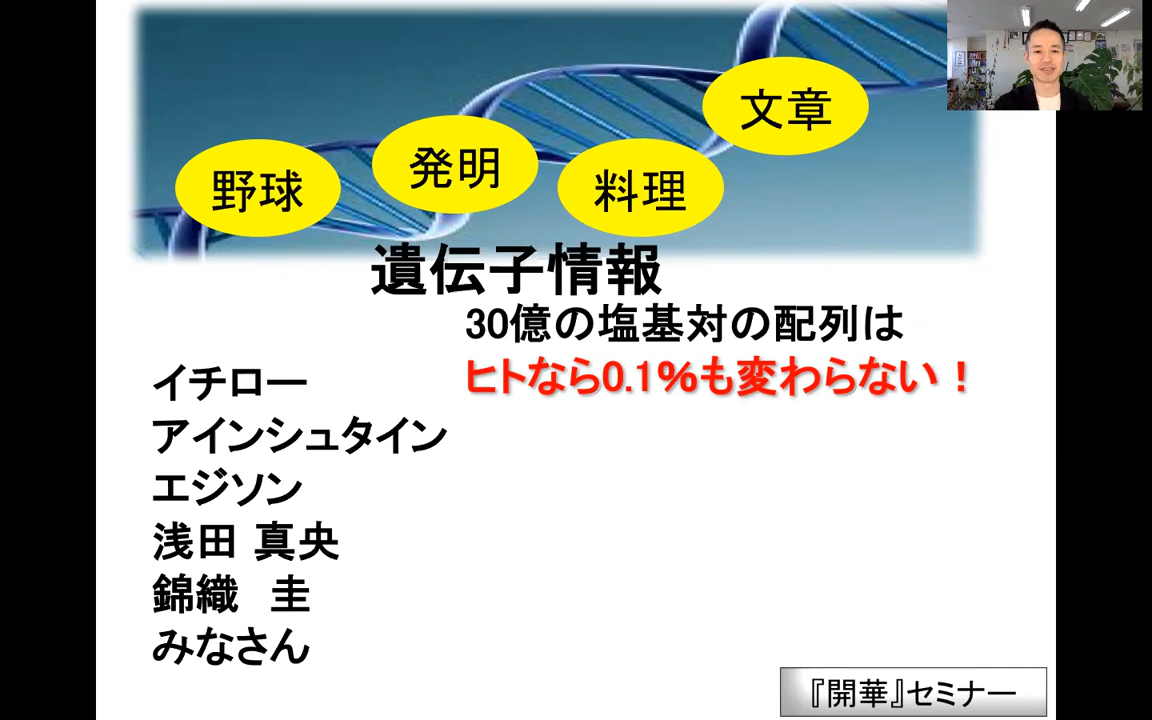 野球
発明
料理
文章
遺伝子情報
30億の塩基対の配列は
ヒトなら0.1％も変わらない！
イチロー
アインシュタイン
エジソン
浅田 真央
錦織　圭
みなさん
『開華』セミナー